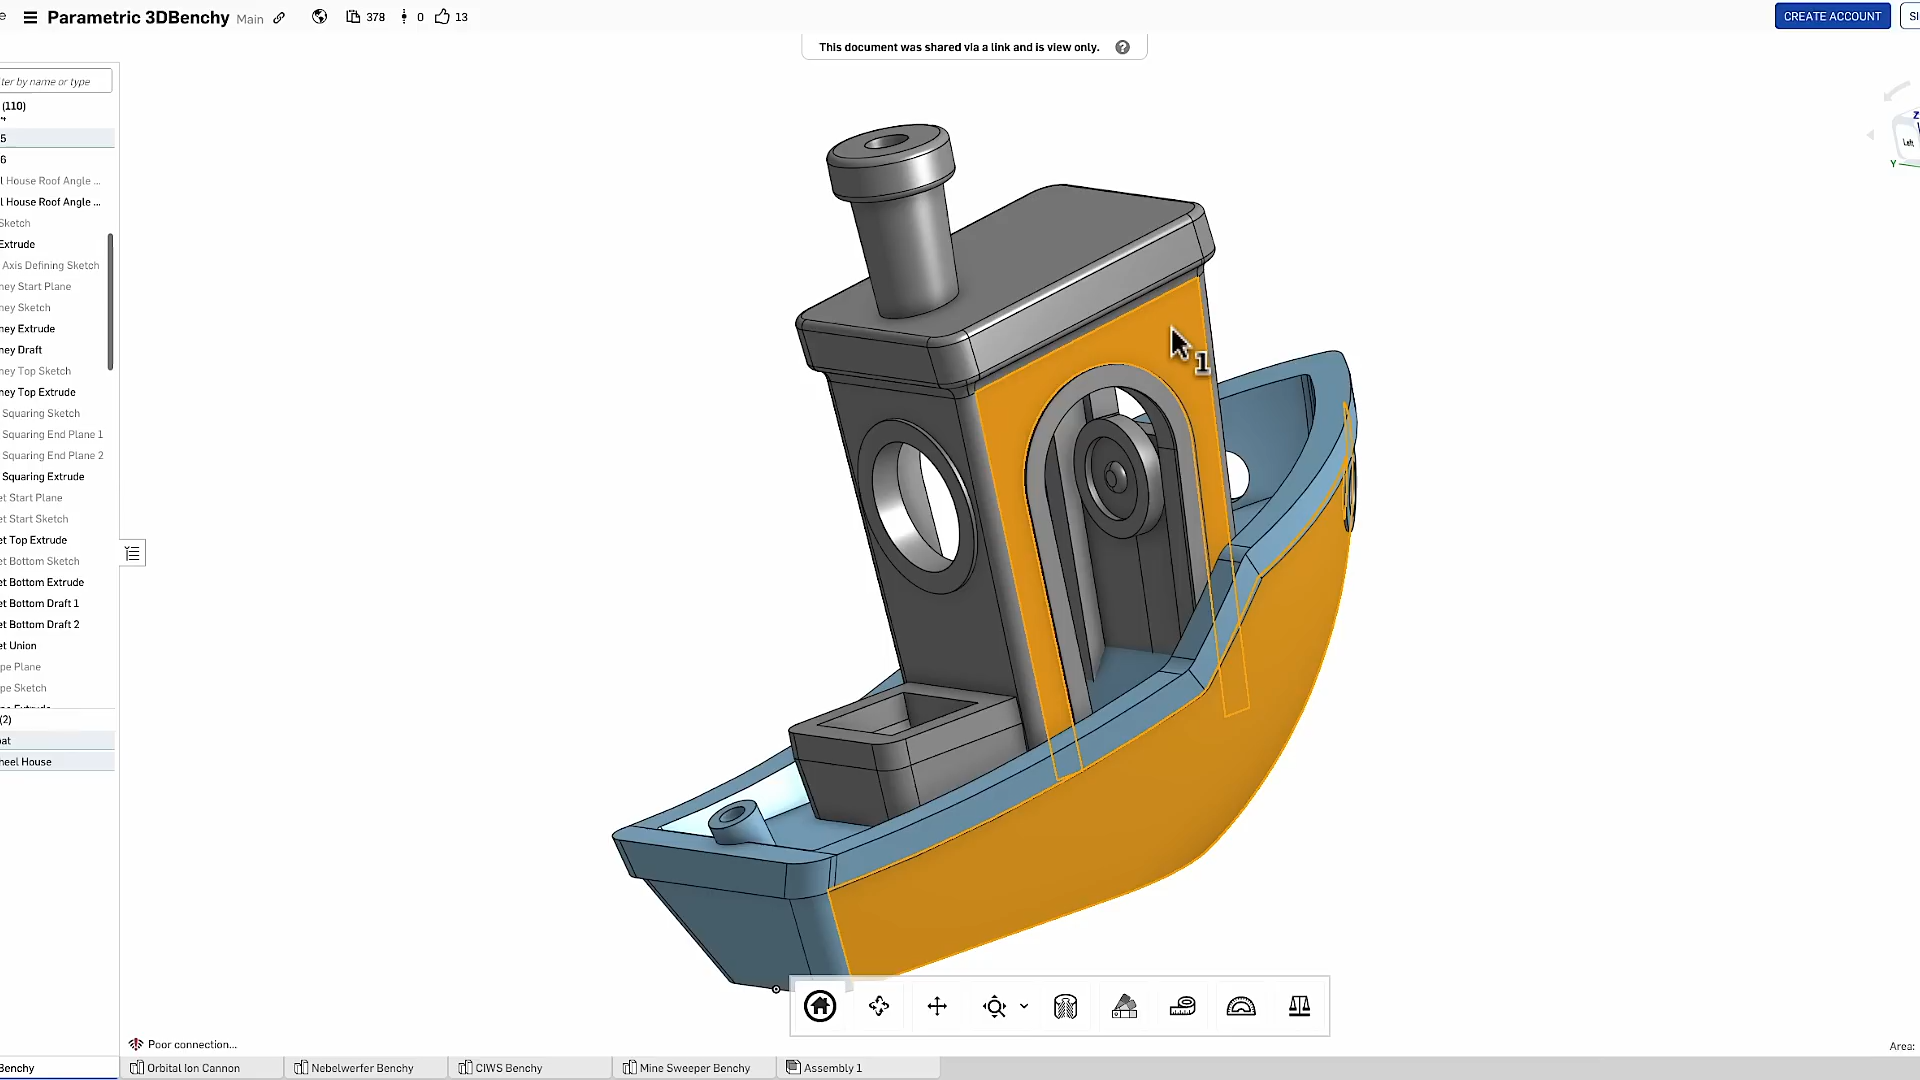 Parametric 3DBenchy Main 378 0 13
CREATE ACCOUNT
This document was shared via a link and is view only.
ter by name or type
(110)
5
6
l House Roof Angle ...
l House Roof Angle ...
Sketch
Extrude
Axis Defining Sketch
ney Start Plane
ney Sketch
ney Extrude
ney Draft
ney Top Sketch
ney Top Extrude
Squaring Sketch
Squaring End Plane 1
Squaring End Plane 2
Squaring Extrude
et Start Plane
et Start Sketch
et Top Extrude
et Bottom Sketch
et Bottom Extrude
et Bottom Draft 1
et Bottom Draft 2
et Union
pe Plane
pe Sketch
(2)
oat
heel House
Z
Left
Y
1
Poor connection...
Area:
Benchy
Orbital Ion Cannon
Nebelwerfer Benchy
CIWS Benchy
Mine Sweeper Benchy
Assembly 1